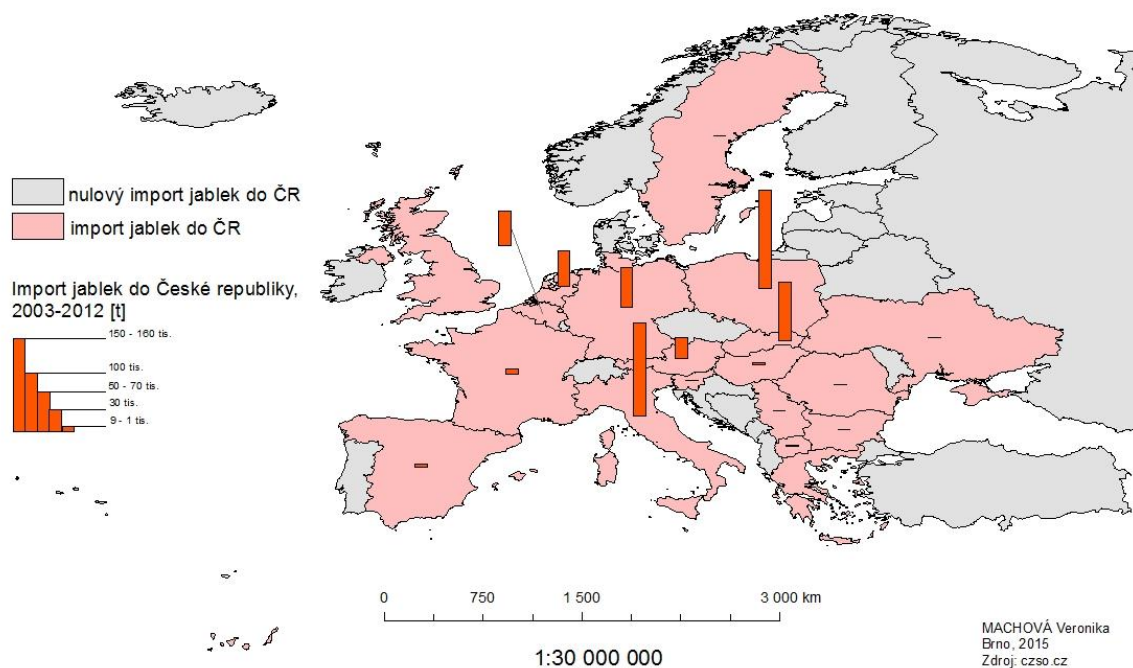 nulový import jablek do ČR
import jablek do ČR
Import jablek do České republiky,
2003-2012 [t]
150 - 160 tis.
100 tis.
50 - 70 tis.
30 tis.
9 - 1 tis.
0 750 1 500 3 000 km
1:30 000 000
MACHOVÁ Veronika
Brno, 2015
Zdroj: czso.cz